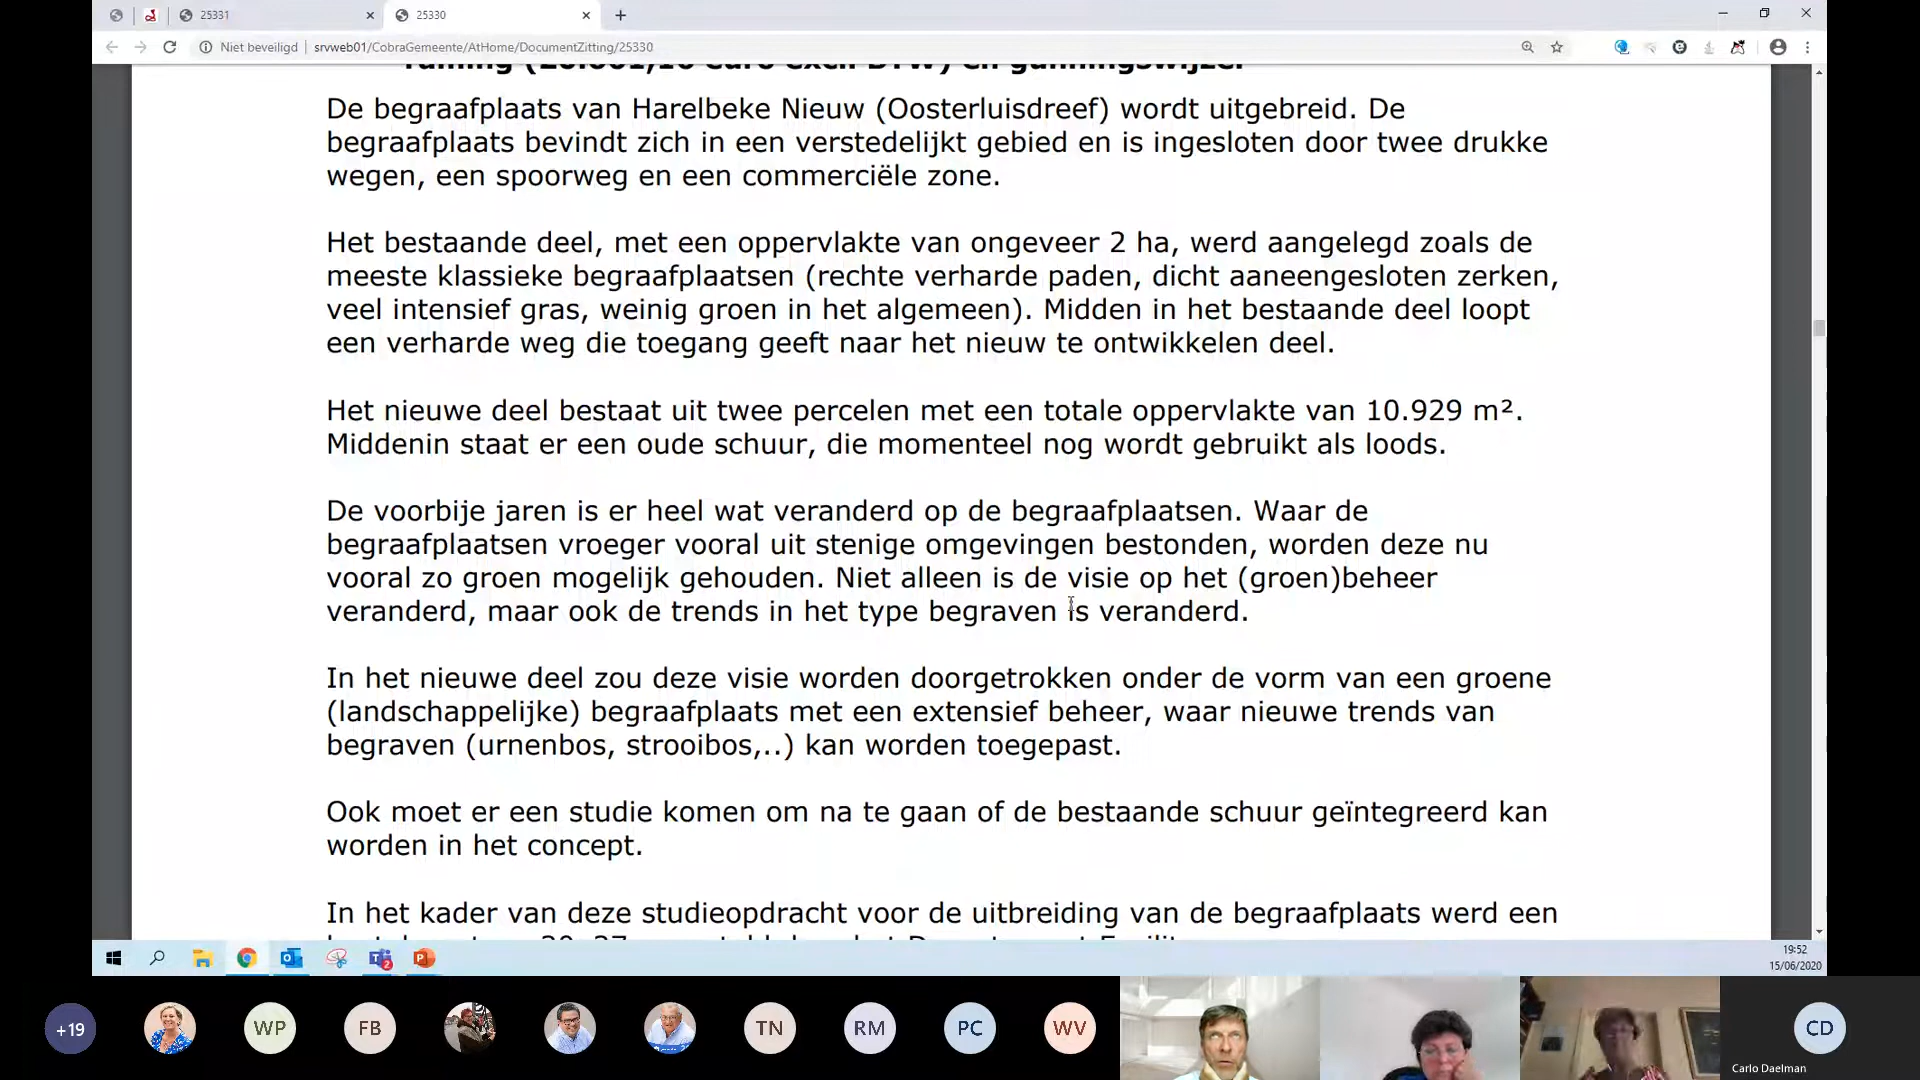 25331
25330
Niet beveiligd
srvweb01/CobraGemeente/AtHome/DocumentZitting/25330
De begraafplaats van Harelbeke Nieuw (Oosterluisdreef) wordt uitgebreid. De
begraafplaats bevindt zich in een verstedelijkt gebied en is ingesloten door twee drukke
wegen, een spoorweg en een commerciële zone.
Het bestaande deel, met een oppervlakte van ongeveer 2 ha, werd aangelegd zoals de
meeste klassieke begraafplaatsen (rechte verharde paden, dicht aaneengesloten zerken,
veel intensief gras, weinig groen in het algemeen). Midden in het bestaande deel loopt
een verharde weg die toegang geeft naar het nieuw te ontwikkelen deel.
Het nieuwe deel bestaat uit twee percelen met een totale oppervlakte van 10.929 m².
Middenin staat er een oude schuur, die momenteel nog wordt gebruikt als loods.
De voorbije jaren is er heel wat veranderd op de begraafplaatsen. Waar de
begraafplaatsen vroeger vooral uit stenige omgevingen bestonden, worden deze nu
vooral zo groen mogelijk gehouden. Niet alleen is de visie op het (groen)beheer
veranderd, maar ook de trends in het type begraven is veranderd.
In het nieuwe deel zou deze visie worden doorgetrokken onder de vorm van een groene
(landschappelijke) begraafplaats met een extensief beheer, waar nieuwe trends van
begraven (urnenbos, strooibos,..) kan worden toegepast.
Ook moet er een studie komen om na te gaan of de bestaande schuur geïntegreerd kan
worden in het concept.
In het kader van deze studieopdracht voor de uitbreiding van de begraafplaats werd een
19:52
15/06/2020
+19
WP
FB
TN
RM
PC
WV
CD
Carlo Daelman